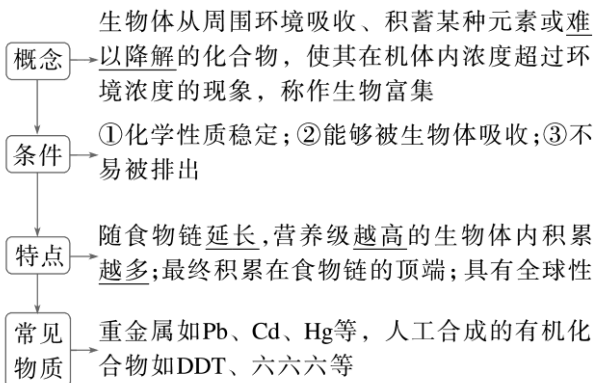 生物体从周围环境吸收、积蓄某种元素或难
概念
以降解的化合物，使其在机体内浓度超过环
境浓度的现象，称作生物富集
①化学性质稳定；②能够被生物体吸收；③不
条件
易被排出
随食物链延长，营养级越高的生物体内积累
特点
越多；最终积累在食物链的顶端；具有全球性
常见
物质
重金属如Pb、Cd、Hg等，人工合成的有机化
合物如DDT、六六六等